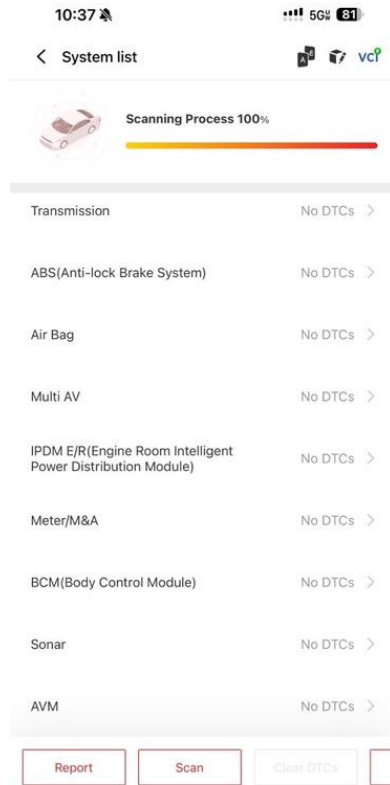 10:37 5GW 81
System list A B VCI
Scanning Process 100%
Transmission No DTCs
ABS(Anti-lock Brake System) No DTCs
Air Bag No DTCs
Multi AV No DTCs
IPDM E/R(Engine Room Intelligent
Power Distribution Module) No DTCs
Meter/M&A No DTCs
BCM(Body Control Module) No DTCs
Sonar No DTCs
AVM No DTCs
Report Scan Clear DTCs